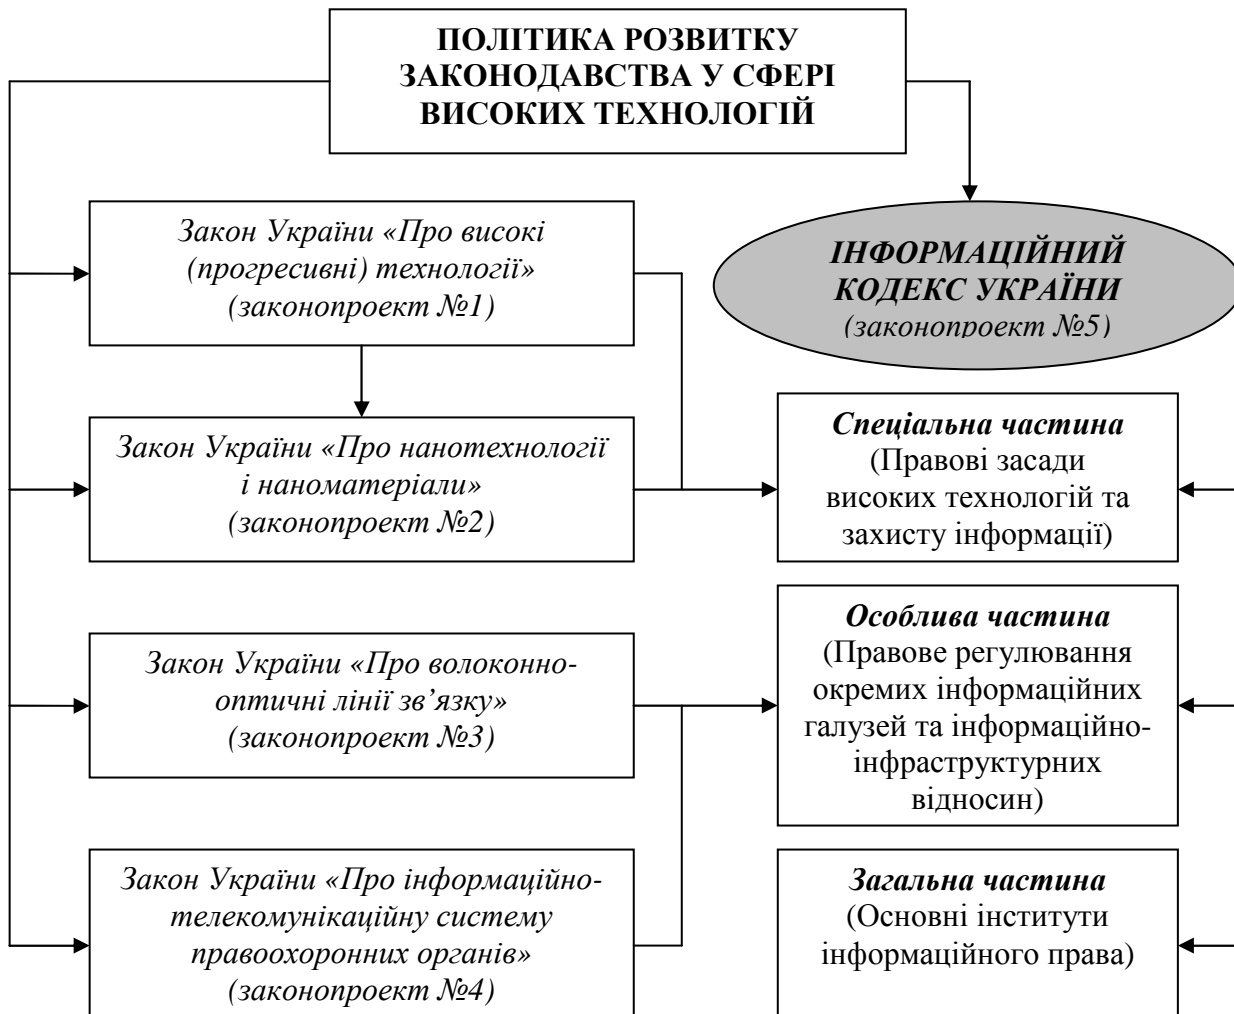 ПОЛІТИКА РОЗВИТКУ
ЗАКОНОДАВСТВА У СФЕРІ
ВИСОКИХ ТЕХНОЛОГІЙ
Закон України «Про високі
(прогресивні) технології»
(законопроект №1)
ІНФОРМАЦІЙНИЙ
КОДЕКС УКРАЇНИ
(законопроект №5)
Закон України «Про нанотехнології
і наноматеріали»
(законопроект №2)
Спеціальна частина
(Правові засади
високих технологій та
захисту інформації)
Закон України «Про волоконно-
оптичні лінії зв’язку»
(законопроект №3)
Особлива частина
(Правове регулювання
окремих інформаційних
галузей та інформаційно-
інфраструктурних
відносин)
Закон України «Про інформаційно-
телекомунікаційну систему
правоохоронних органів»
(законопроект №4)
Загальна частина
(Основні інститути
інформаційного права)